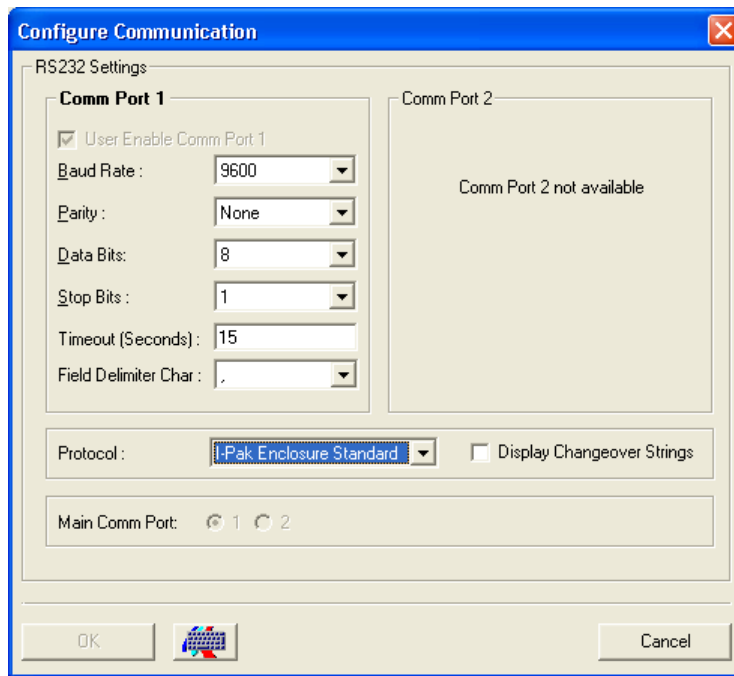 Configure Communication
RS232 Settings
Comm Port 1
User Enable Comm Port 1
Baud Rate : 9600
Parity : None
Data Bits: 8
Stop Bits : 1
Timeout (Seconds) : 15
Field Delimiter Char : ,
Comm Port 2
Comm Port 2 not available
Protocol : I-Pak Enclosure Standard Display Changeover Strings
Main Comm Port: 1 2
OK Cancel